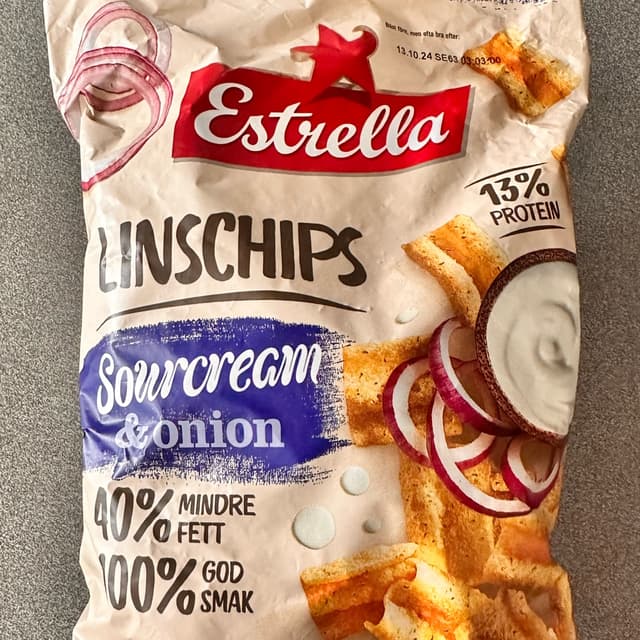 Bäst före, men ofta bra efter:
13.10.24 SE63 03:03:00
Estrella
13%
PROTEIN
LINSCHIPS
Sourcream
& onion
40% MINDRE
FETT
100% GOD
SMAK